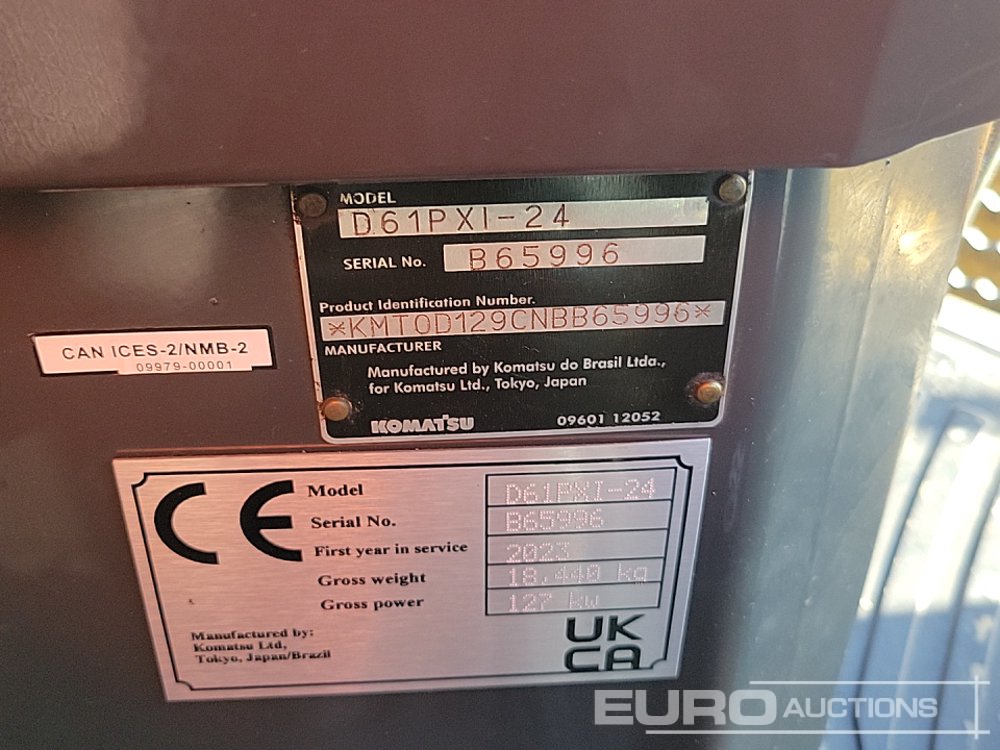 MODEL
D61PXI-24
SERIAL No. B65996
Product Identification Number.
*KMT0D129CNBB65996*
MANUFACTURER
Manufactured by Komatsu do Brasil Ltda.,
for Komatsu Ltd., Tokyo, Japan
KOMATSU 09601 12052
CAN ICES-2/NMB-2
09979-00001
CE
Model D61PXI-24
Serial No. B65996
First year in service 2023
Gross weight 18.440 kg
Gross power 127 kw
Manufactured by:
Komatsu Ltd,
Tokyo, Japan/Brazil
UK
CA
EURO AUCTIONS